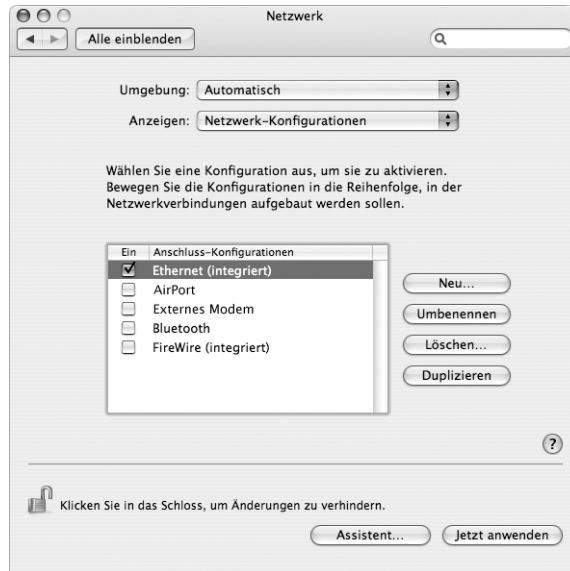 Netzwerk
Alle einblenden
Umgebung: Automatisch
Anzeigen: Netzwerk-Konfigurationen
Wählen Sie eine Konfiguration aus, um sie zu aktivieren.
Bewegen Sie die Konfigurationen in die Reihenfolge, in der
Netzwerkverbindungen aufgebaut werden sollen.
Ein Anschluss-Konfigurationen
Ethernet (integriert)
AirPort
Externes Modem
Bluetooth
FireWire (integriert)
Neu...
Umbenennen
Löschen...
Duplizieren
?
Klicken Sie in das Schloss, um Änderungen zu verhindern.
Assistent... Jetzt anwenden